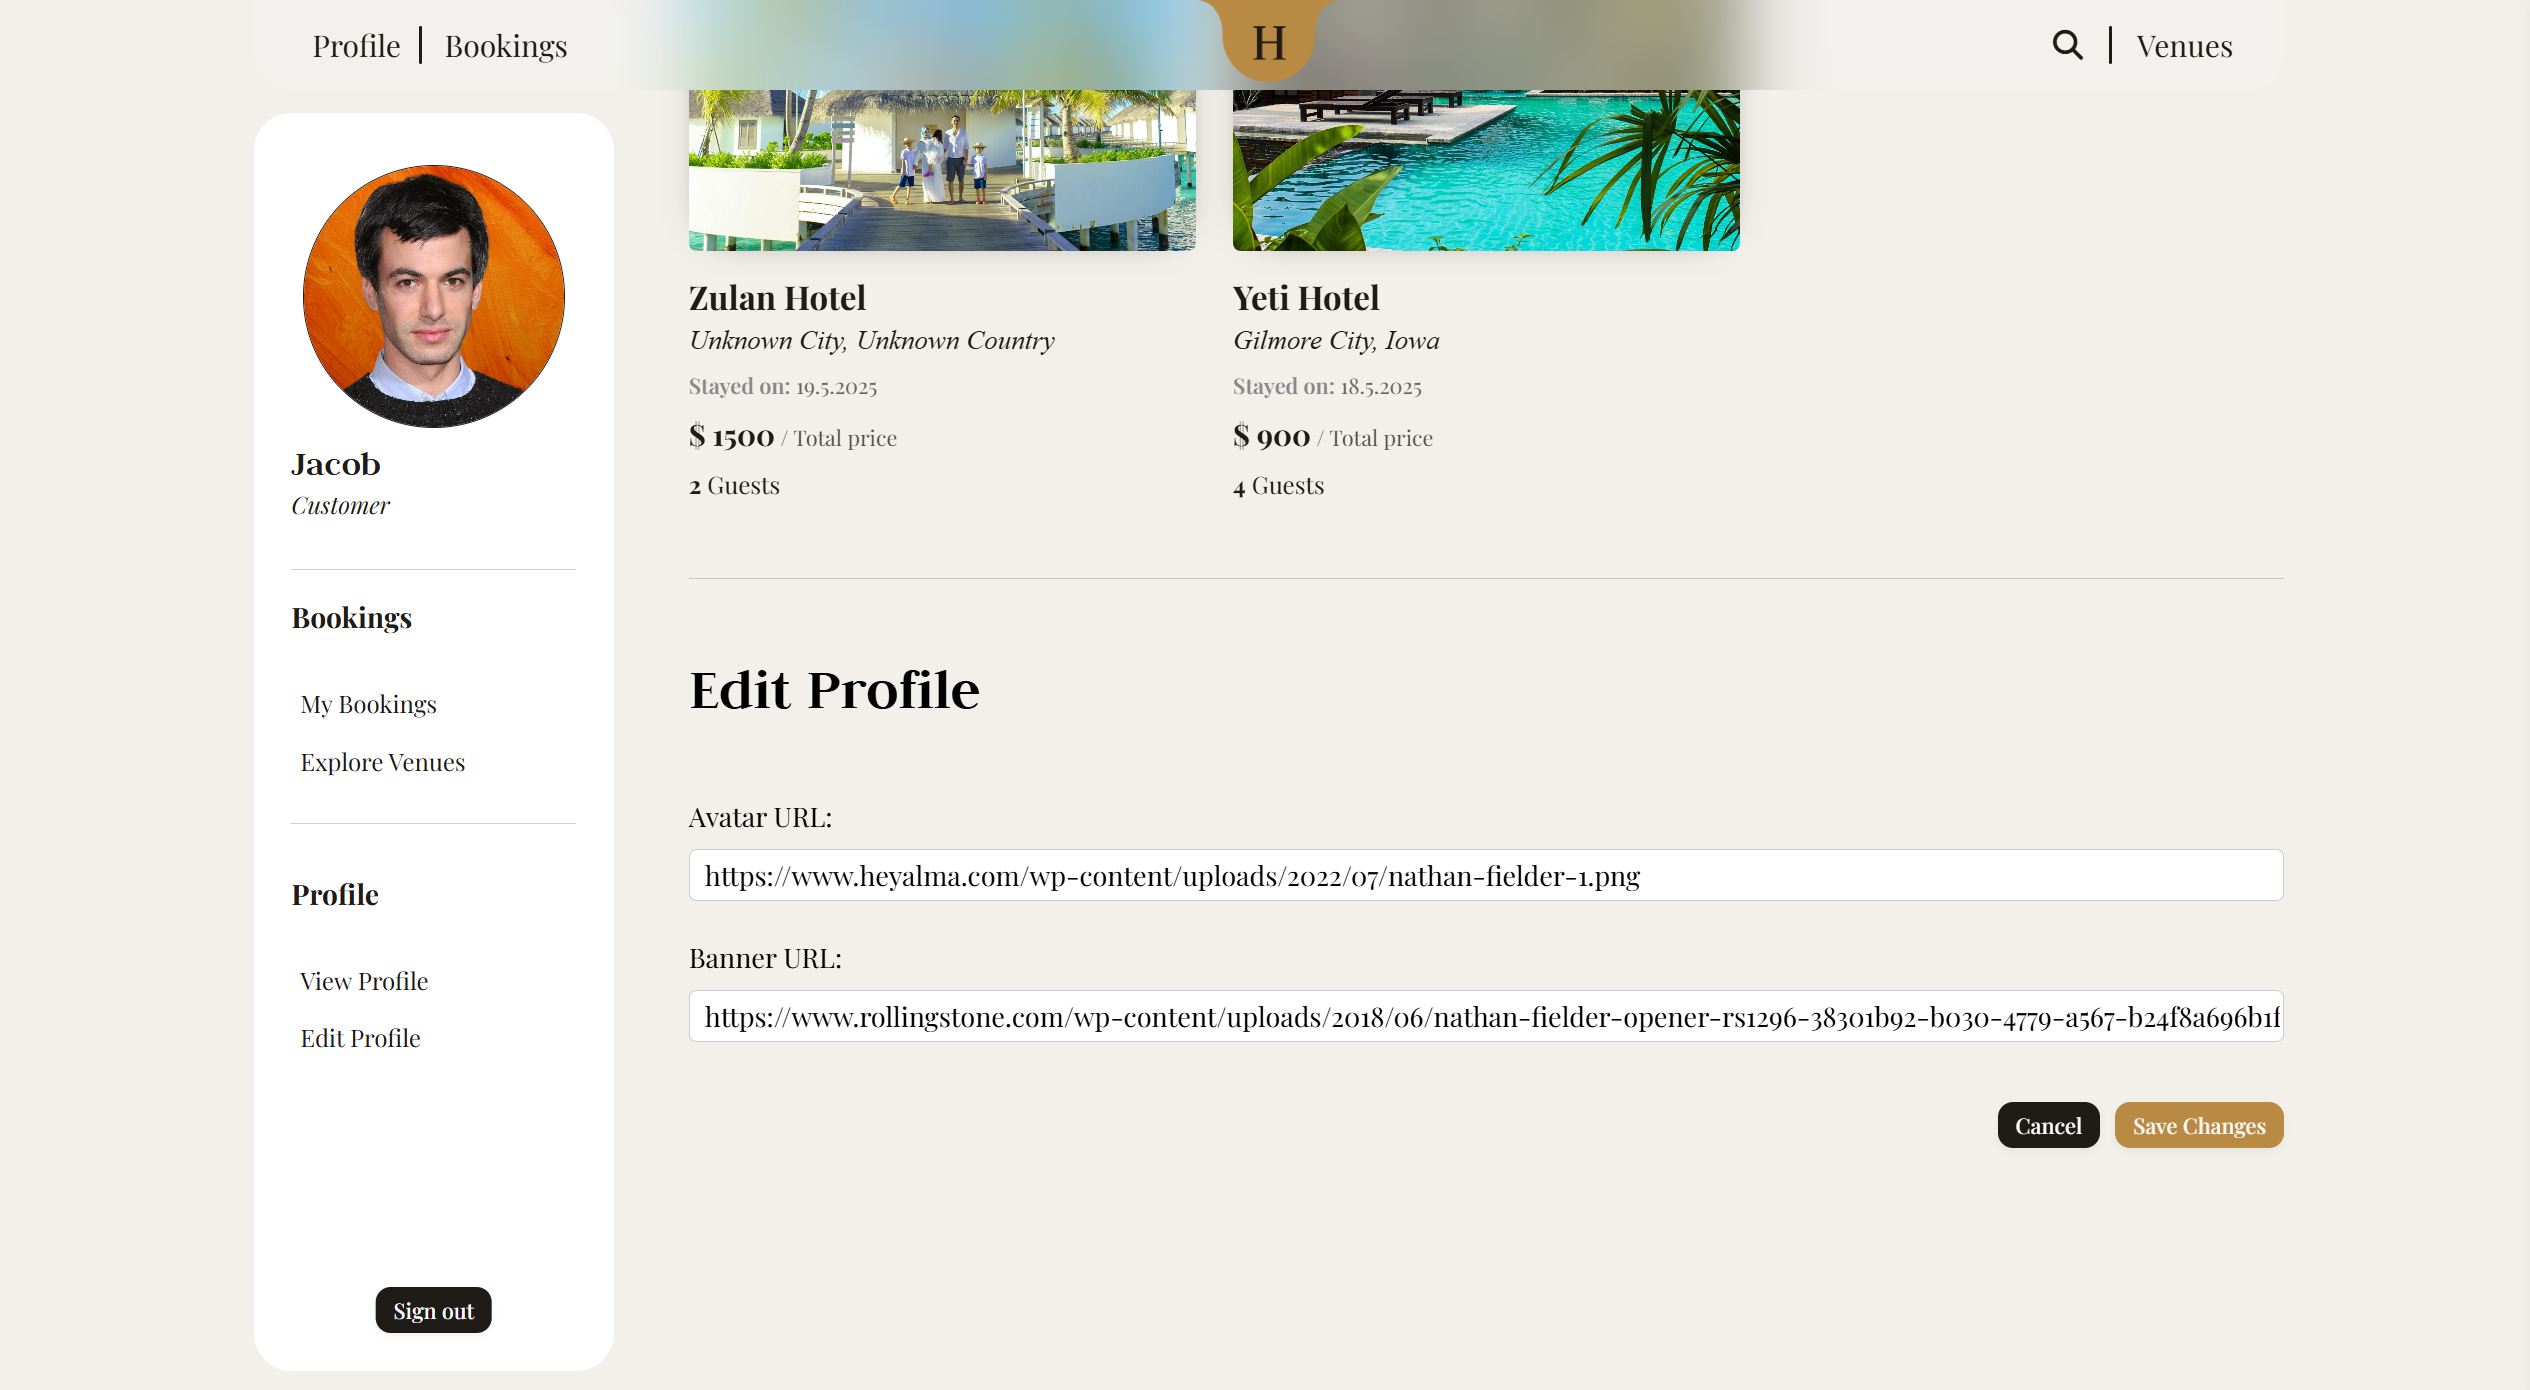 Profile
Bookings
H
Venues
Jacob
Customer
Bookings
My Bookings
Explore Venues
Profile
View Profile
Edit Profile
Sign out
Zulan Hotel
Unknown City, Unknown Country
Stayed on: 19.5.2025
$ 1500 / Total price
2 Guests
Yeti Hotel
Gilmore City, Iowa
Stayed on: 18.5.2025
$ 900 / Total price
4 Guests
Edit Profile
Avatar URL:
https://www.heyalma.com/wp-content/uploads/2022/07/nathan-fielder-1.png
Banner URL:
https://www.rollingstone.com/wp-content/uploads/2018/06/nathan-fielder-opener-rs1296-38301b92-b030-4779-a567-b24f8a696b1f
Cancel
Save Changes